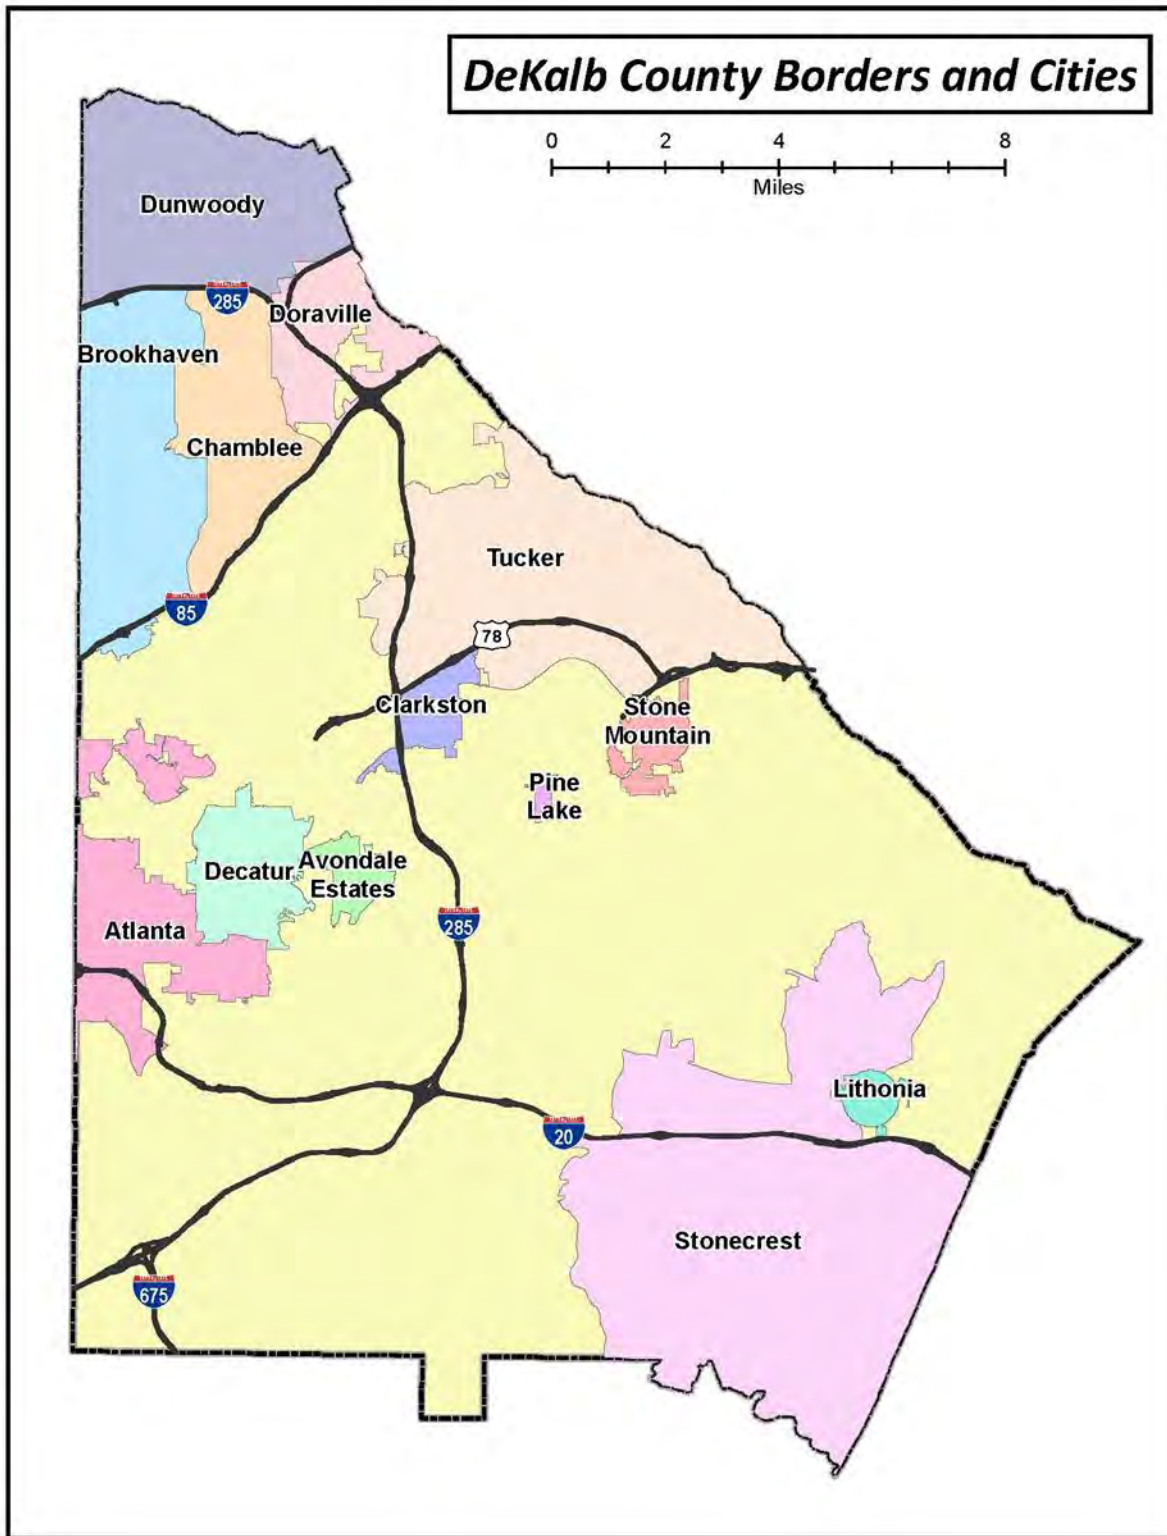 DeKalb County Borders and Cities
0 2 4 8
Miles
Dunwoody
285
Doraville
Brookhaven
Chamblee
Tucker
85
78
Clarkston
Stone
Mountain
Pine
Lake
Decatur
Avondale
Estates
Atlanta
285
Lithonia
20
Stonecrest
675